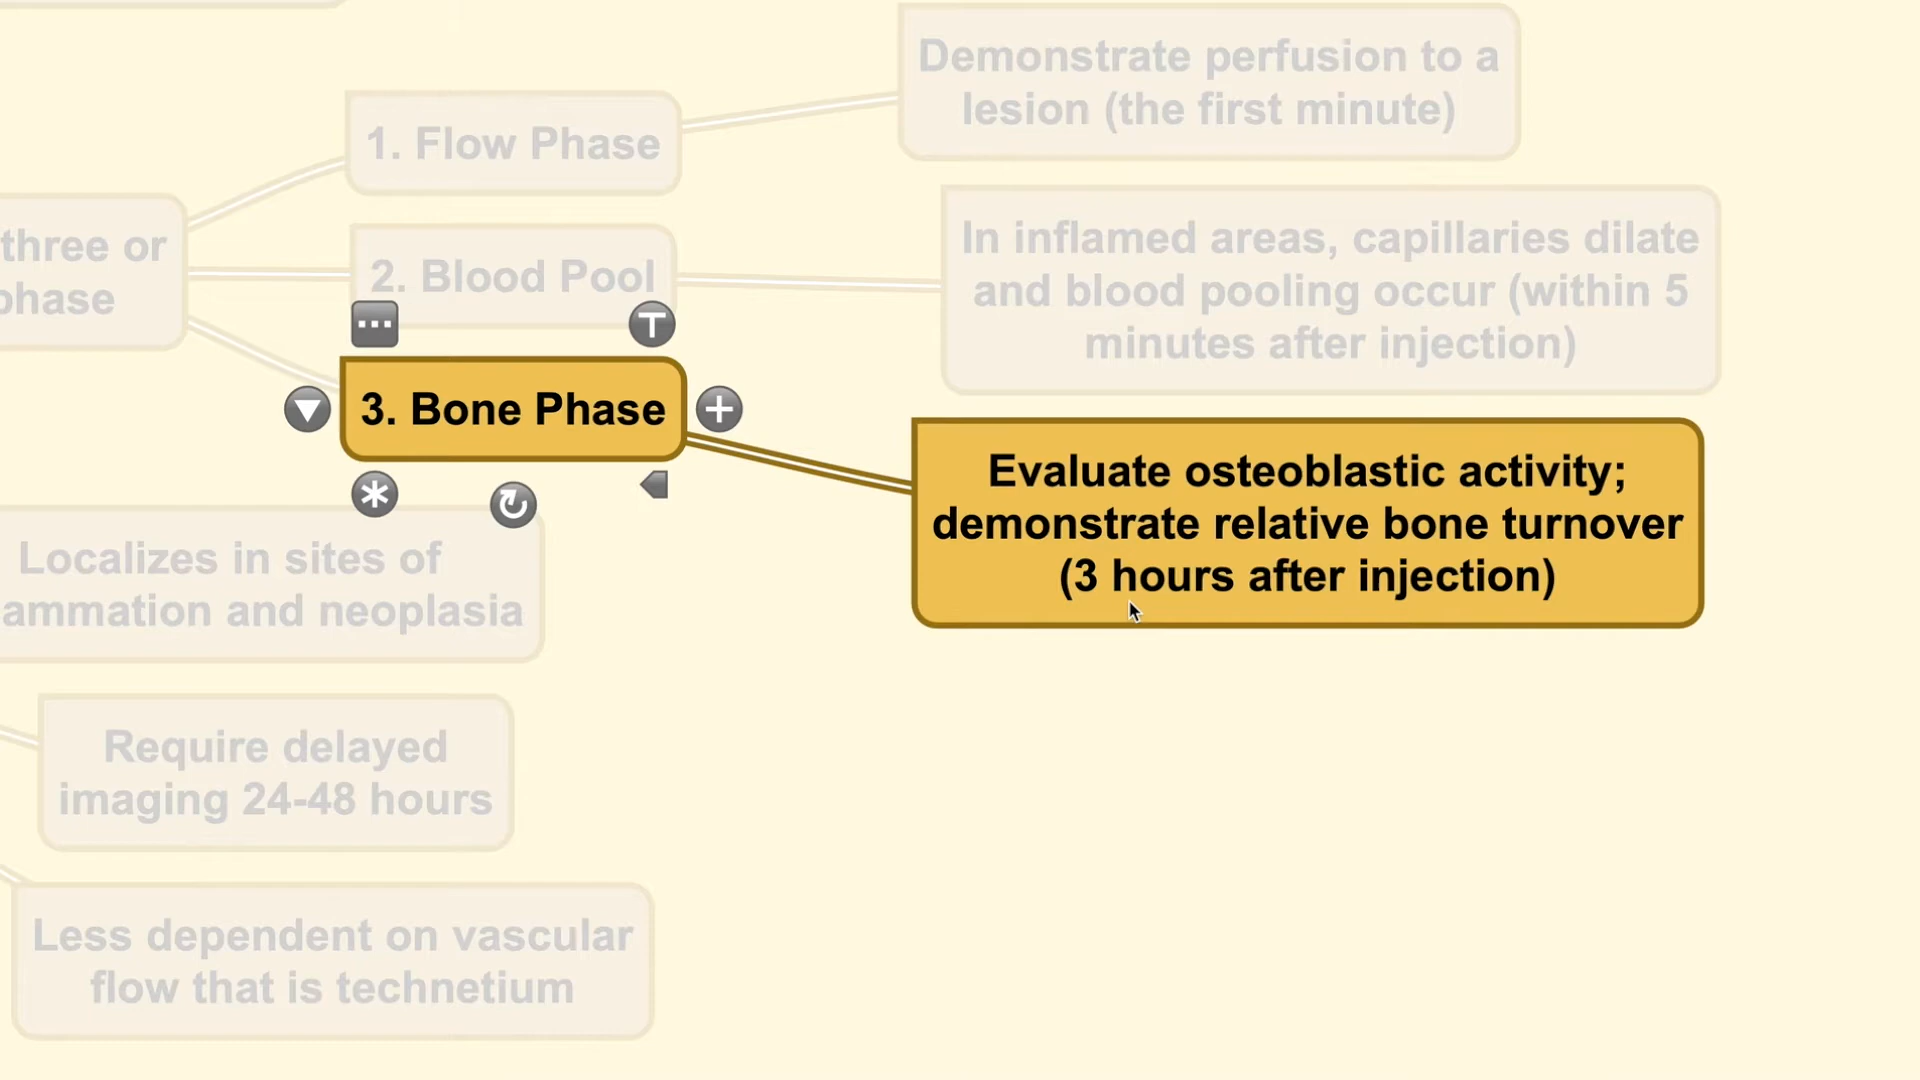 Demonstrate perfusion to a
lesion (the first minute)
1. Flow Phase
three or
phase
2. Blood Pool
In inflamed areas, capillaries dilate
and blood pooling occur (within 5
minutes after injection)
3. Bone Phase
Evaluate osteoblastic activity;
demonstrate relative bone turnover
(3 hours after injection)
Localizes in sites of
ammation and neoplasia
Require delayed
imaging 24-48 hours
Less dependent on vascular
flow that is technetium